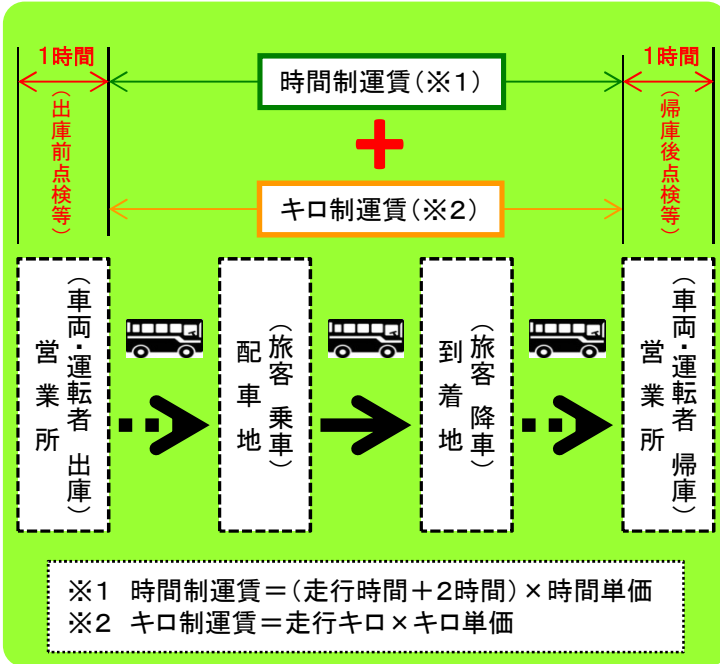 1時間
時間制運賃(※1)
1時間
(出庫前点検等)
+
(帰庫後点検等)
キロ制運賃(※2)
営業所
(車両・運転者 出庫)
配車地
(旅客 乗車)
到着地
(旅客 降車)
営業所
(車両・運転者 帰庫)
※1 時間制運賃=(走行時間+2時間)×時間単価
※2 キロ制運賃=走行キロ×キロ単価